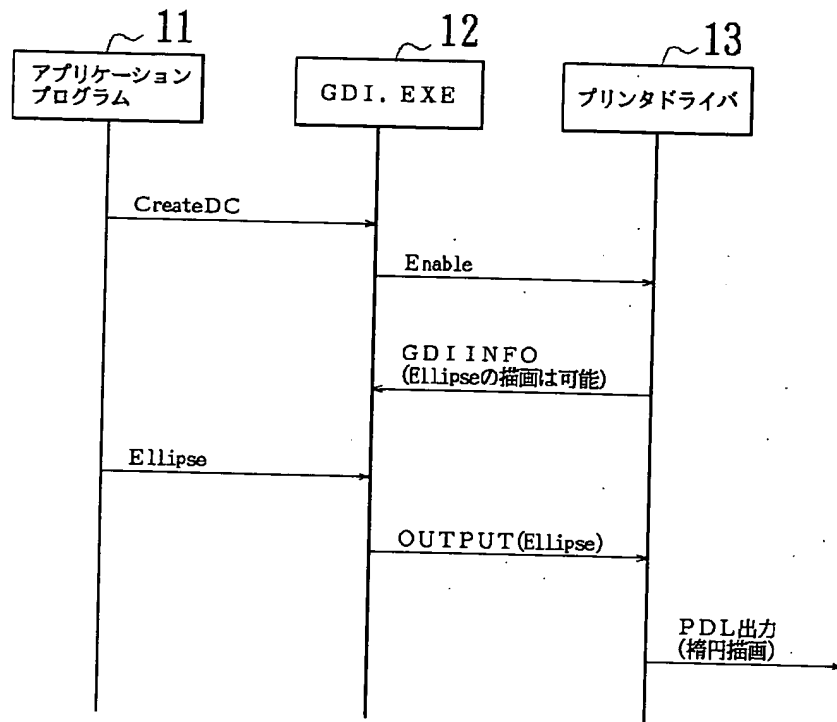 11
12
13
アプリケーション
プログラム
GDI.EXE
プリンタドライバ
CreateDC
Enable
GDIINFO
(Ellipseの描画は可能)
Ellipse
OUTPUT(Ellipse)
PDL出力
(楕円描画)